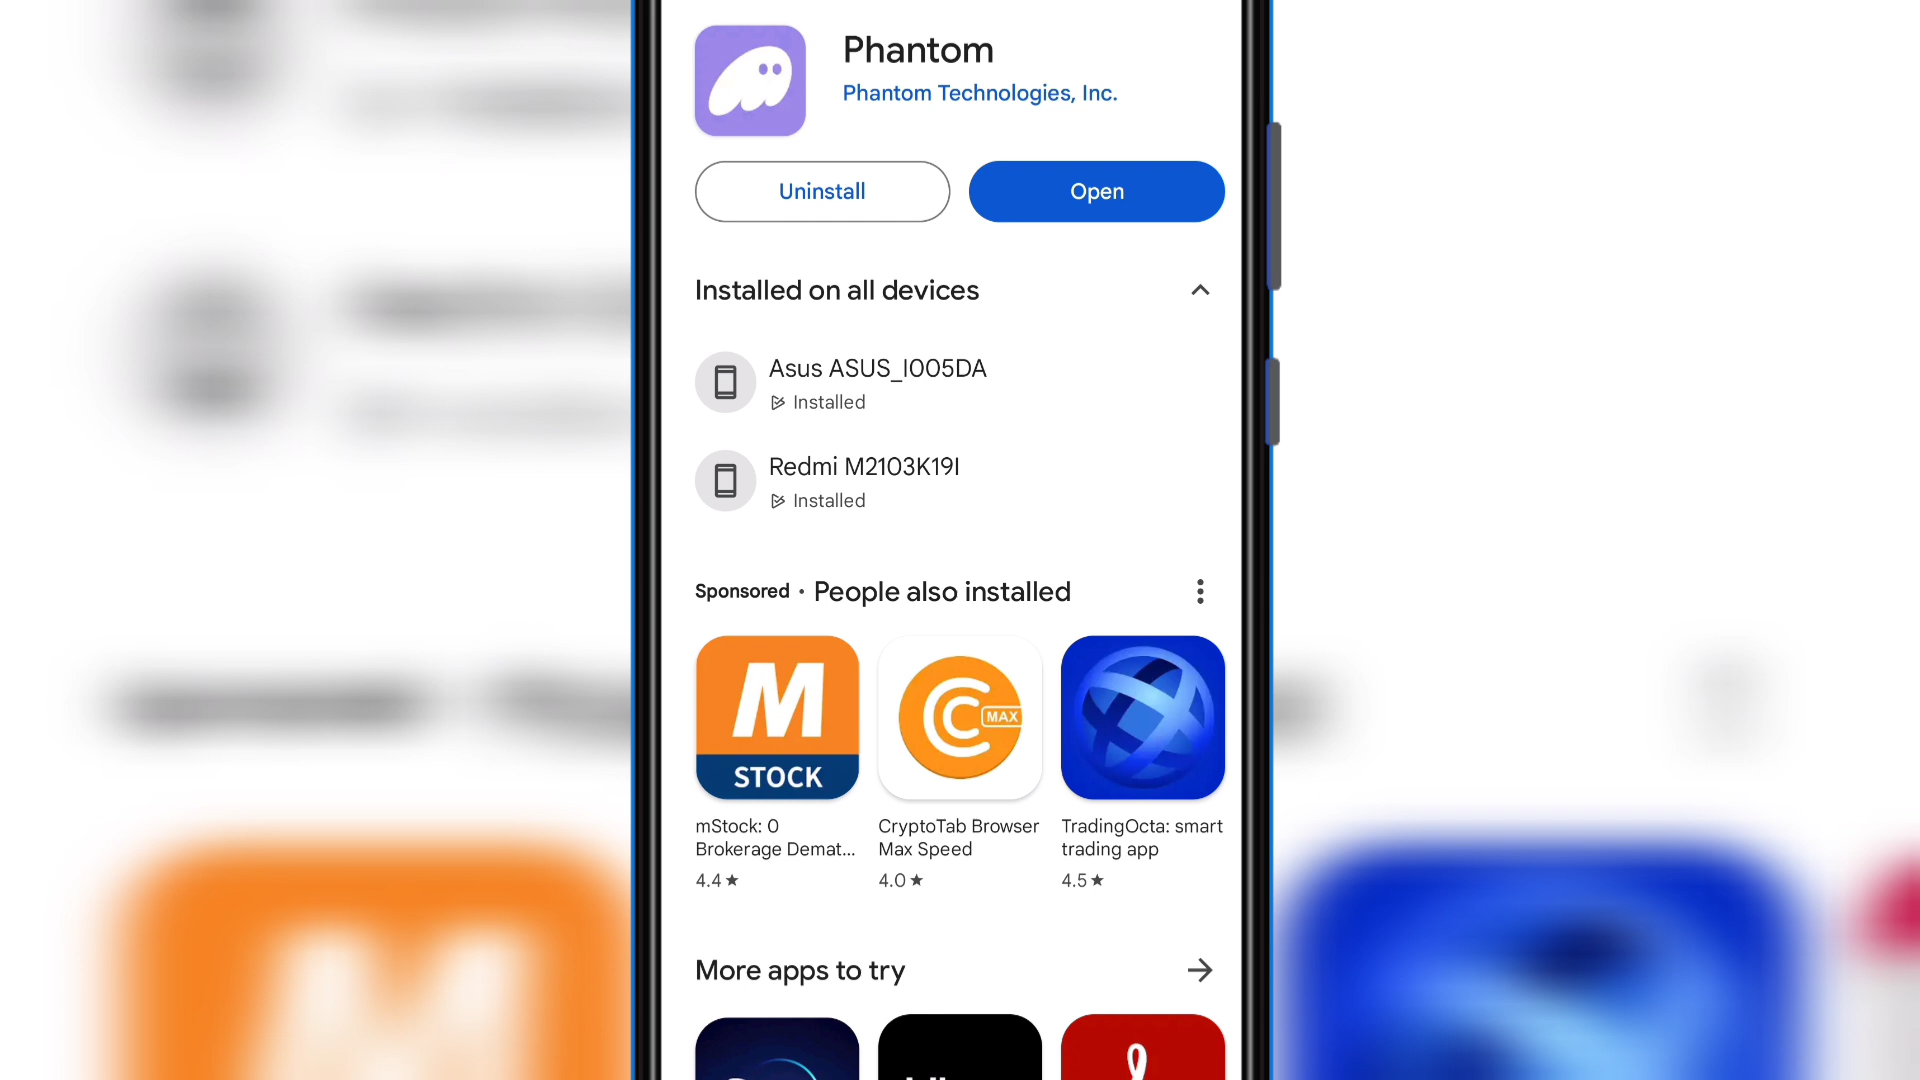 Phantom
Phantom Technologies, Inc.
Uninstall
Open
Installed on all devices
Asus ASUS_I005DA
Installed
Redmi M2103K19I
Installed
Sponsored • People also installed
M
STOCK
C MAX
mStock: 0
Brokerage Demat...
4.4 ★
CryptoTab Browser
Max Speed
4.0 ★
TradingOcta: smart
trading app
4.5 ★
More apps to try